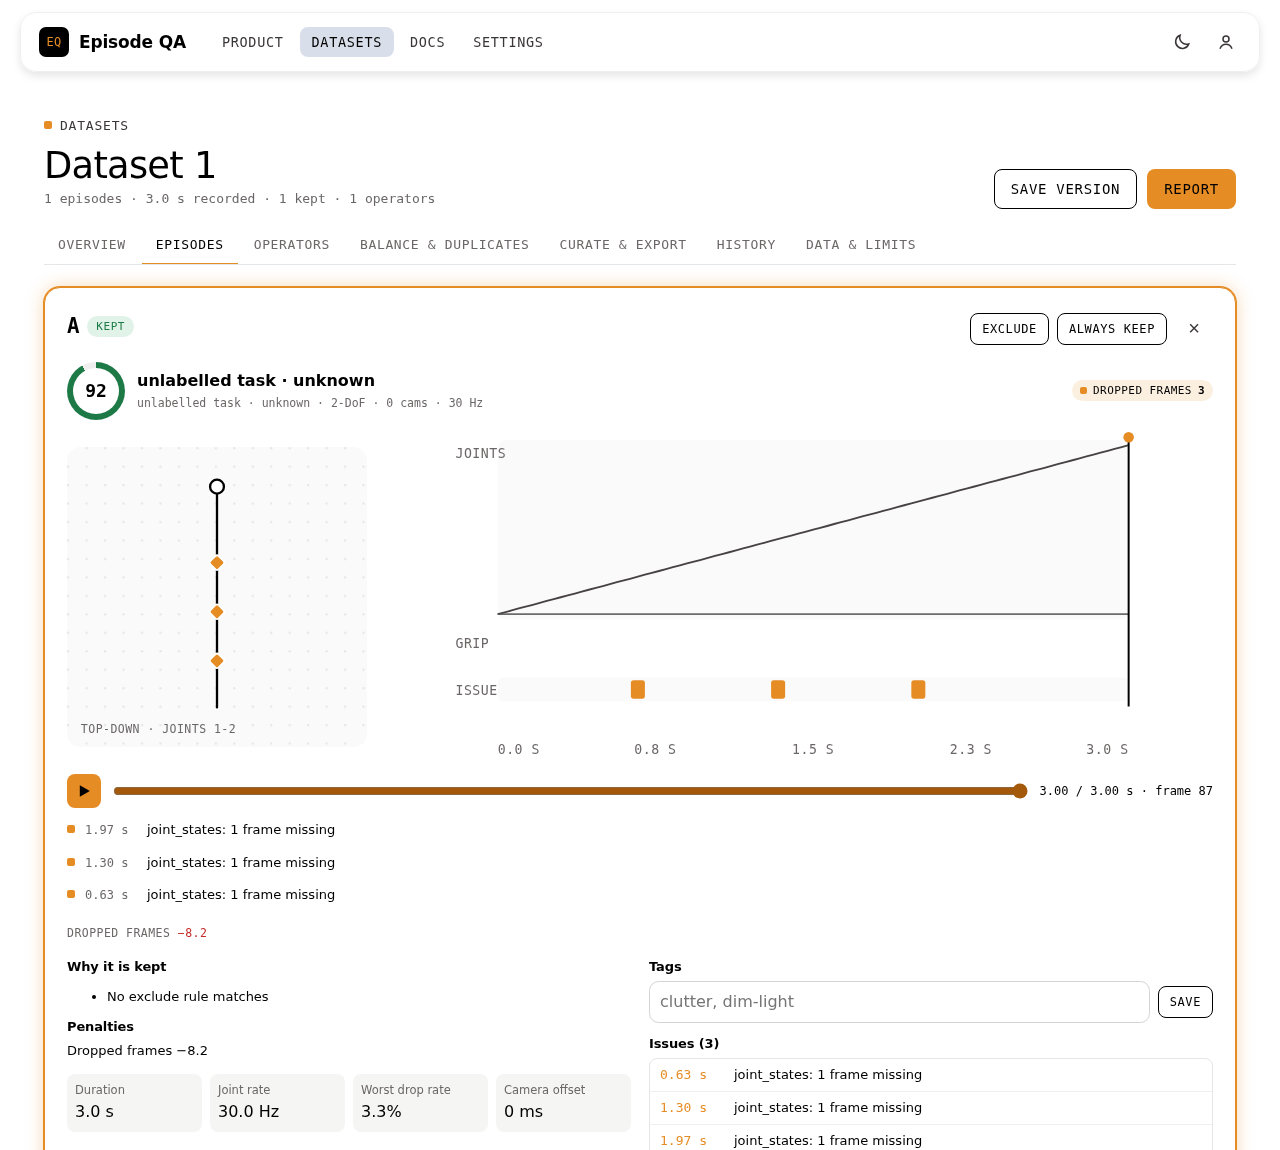 EQ Episode QA PRODUCT DATASETS DOCS SETTINGS
DATASETS
Dataset 1
1 episodes · 3.0 s recorded · 1 kept · 1 operators
SAVE VERSION REPORT
OVERVIEW EPISODES OPERATORS BALANCE & DUPLICATES CURATE & EXPORT HISTORY DATA & LIMITS
A KEPT EXCLUDE ALWAYS KEEP ×
92 unlabelled task · unknown
unlabelled task · unknown · 2-DoF · 0 cams · 30 Hz
DROPPED FRAMES 3
JOINTS
GRIP
ISSUE
TOP-DOWN · JOINTS 1-2
0.0 S 0.8 S 1.5 S 2.3 S 3.0 S
3.00 / 3.00 s · frame 87
1.97 s joint_states: 1 frame missing
1.30 s joint_states: 1 frame missing
0.63 s joint_states: 1 frame missing
DROPPED FRAMES −8.2
Why it is kept
No exclude rule matches
Penalties
Dropped frames −8.2
Duration Joint rate Worst drop rate Camera offset
3.0 s 30.0 Hz 3.3% 0 ms
Tags
clutter, dim-light SAVE
Issues (3)
0.63 s joint_states: 1 frame missing
1.30 s joint_states: 1 frame missing
1.97 s joint_states: 1 frame missing